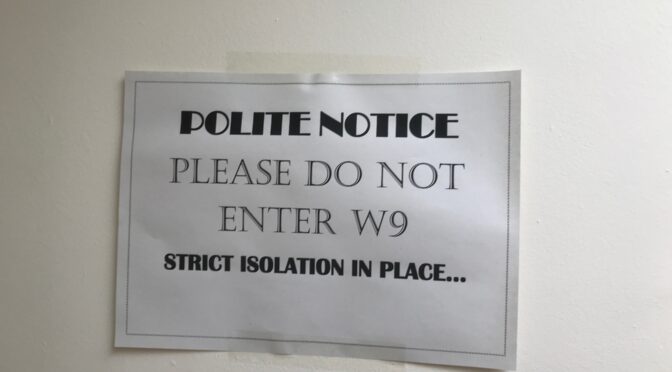 POLITE NOTICE
PLEASE DO NOT
ENTER W9
STRICT ISOLATION IN PLACE...